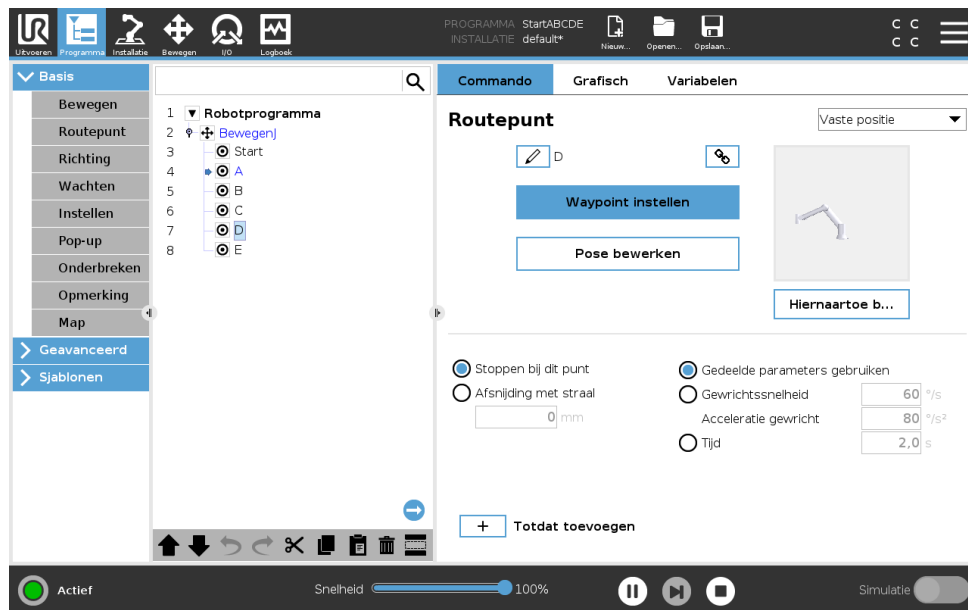 UR
PROGRAMMA StartABCDE
INSTALLATIE default*
Uitvoeren Programma Installatie Bewegen I/O Logboek
Nieuw... Openen... Opslaan...
C C
C C
Basis
Bewegen
Routepunt
Richting
Wachten
Instellen
Pop-up
Onderbreken
Opmerking
Map
Geavanceerd
Sjablonen
1 Robotprogramma
2 BewegenJ
3 Start
4 A
5 B
6 C
7 D
8 E
Commando Grafisch Variabelen
Routepunt
Vaste positie
D
Waypoint instellen
Pose bewerken
Hiernaartoe b...
Stoppen bij dit punt
Afsnijding met straal
0 mm
Gedeelde parameters gebruiken
Gewrichtssnelheid 60 °/s
Acceleratie gewricht 80 °/s²
Tijd 2,0 s
+ Totdat toevoegen
Actief
Snelheid 100%
Simulatie